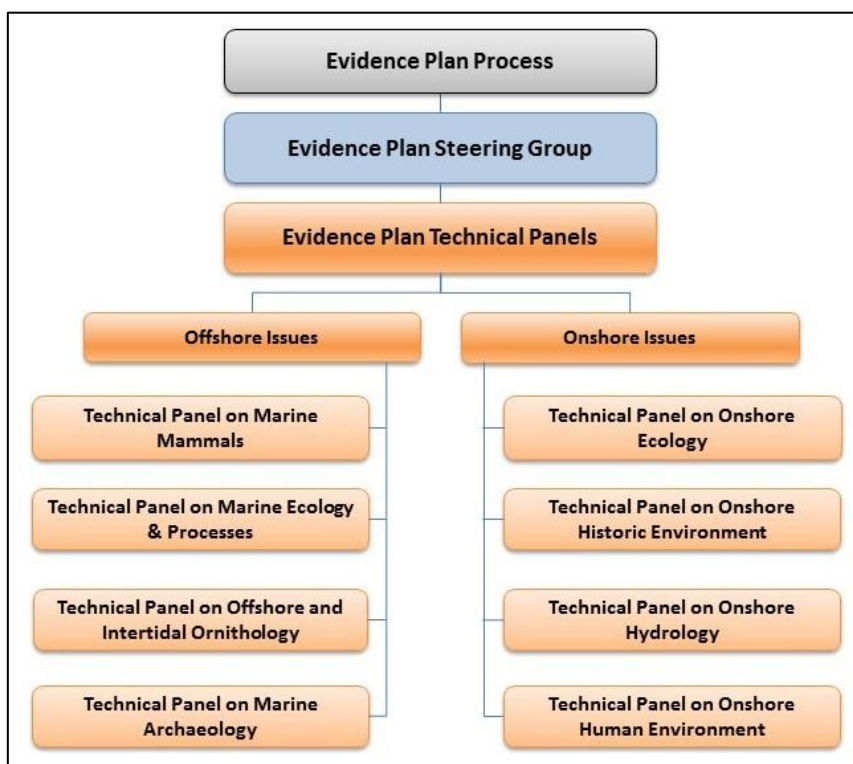 Evidence Plan Process
Evidence Plan Steering Group
Evidence Plan Technical Panels
Offshore Issues
Onshore Issues
Technical Panel on Marine
Mammals
Technical Panel on Marine Ecology
& Processes
Technical Panel on Offshore and
Intertidal Ornithology
Technical Panel on Marine
Archaeology
Technical Panel on Onshore
Ecology
Technical Panel on Onshore
Historic Environment
Technical Panel on Onshore
Hydrology
Technical Panel on Onshore
Human Environment